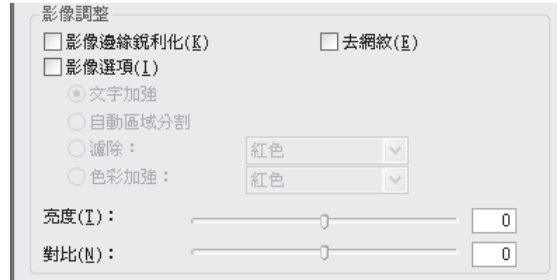 影像調整
影像邊緣銳利化(K) 去網紋(E)
影像選項(I)
文字加強
自動區域分割
濾除： 紅色
色彩加強： 紅色
亮度(T)： 0
對比(N)： 0